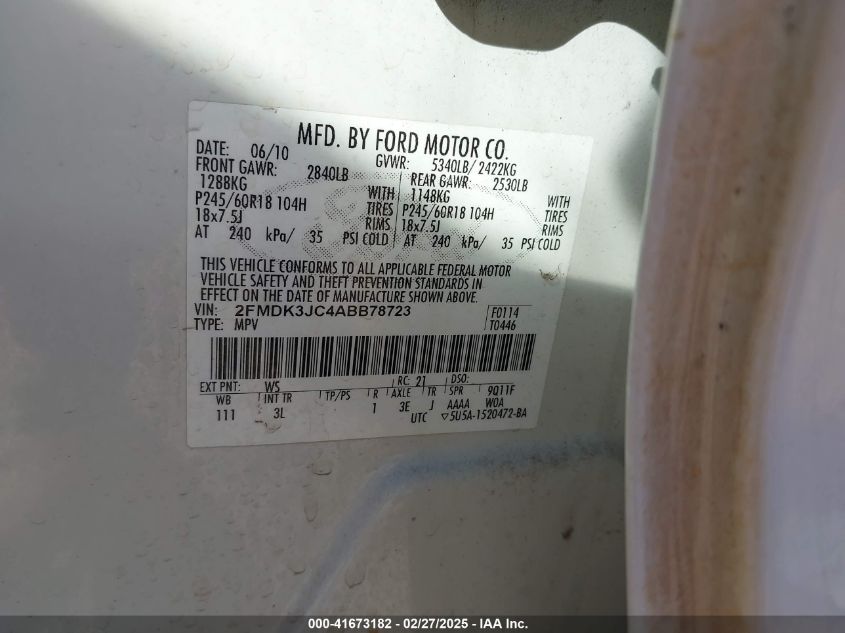 MFD. BY FORD MOTOR CO.
DATE: 06/10 GVWR: 5340LB/ 2422KG
FRONT GAWR: 2840LB REAR GAWR: 2530LB
1288KG WITH 1148KG WITH
P245/60R18 104H TIRES P245/60R18 104H TIRES
18x7.5J RIMS 18x7.5J RIMS
AT 240 kPa/ 35 PSI COLD AT 240 kPa/ 35 PSI COLD
THIS VEHICLE CONFORMS TO ALL APPLICABLE FEDERAL MOTOR
VEHICLE SAFETY AND THEFT PREVENTION STANDARDS IN
EFFECT ON THE DATE OF MANUFACTURE SHOWN ABOVE.
VIN: 2FMDK3JC4ABB78723 F0114
TYPE: MPV T0446
EXT PNT: WS RC: 21 DSO:
WB INT TR TP/PS R AXLE TR SPR 9Q11F
111 3L 1 3E J AAAA W0A
UTC ▽5U5A-1520472-BA
000-41673182 / 02/27/2025 - IAA Inc.